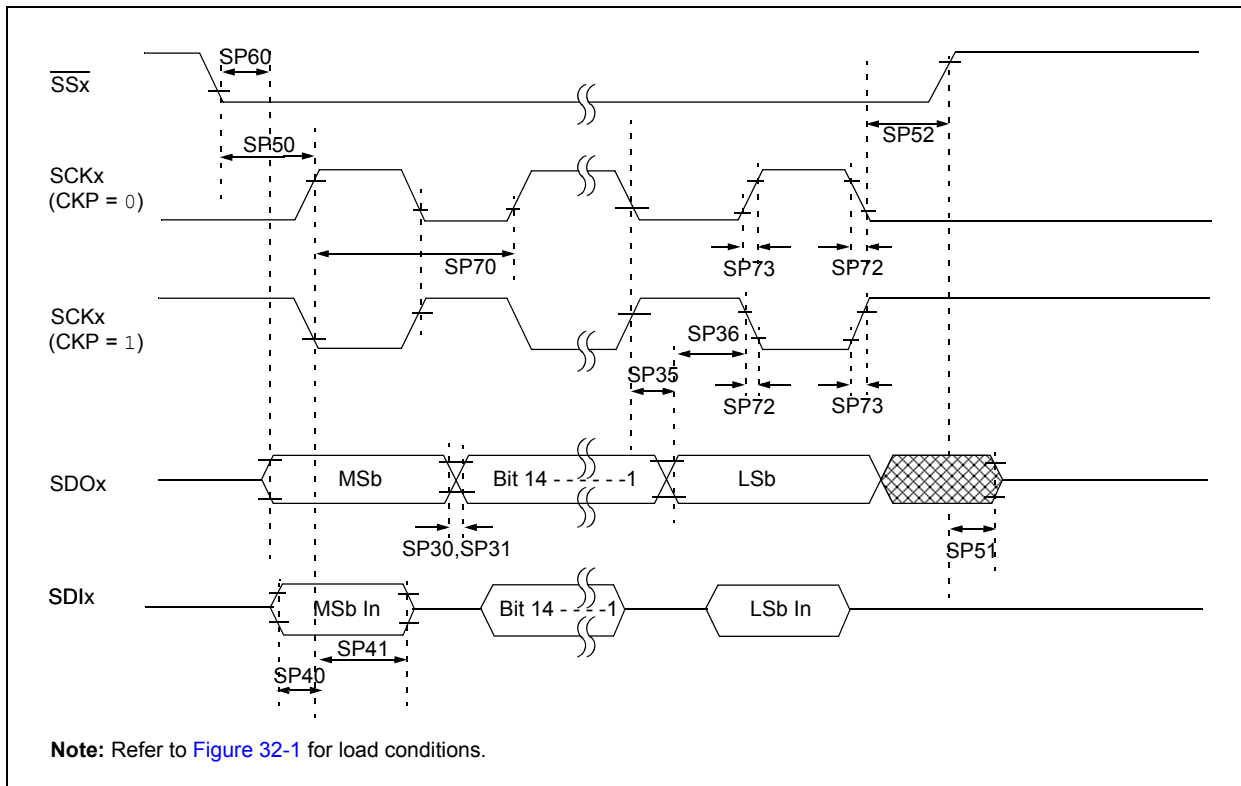 SP60
SSx
SP50
SP52
SCKx
(CKP = 0)
SP70
SP73
SP72
SCKx
(CKP = 1)
SP36
SP35
SP72
SP73
SDOx
MSb
Bit 14 - - - - - -1
LSb
SP30,SP31
SP51
SDIx
MSb In
Bit 14 - - - -1
LSb In
SP41
SP40
Note: Refer to Figure 32-1 for load conditions.